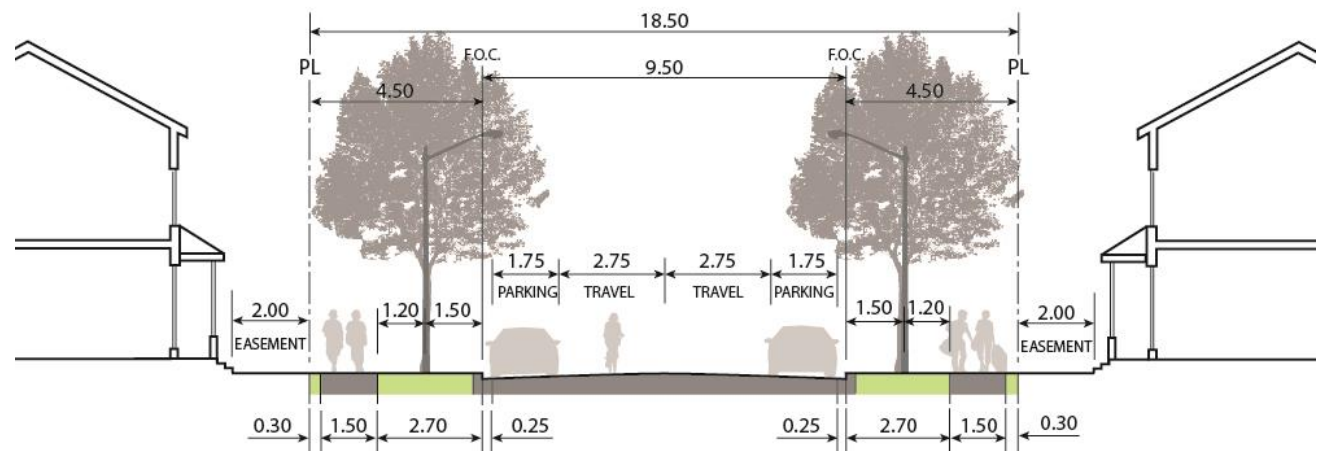 18.50
PL F.O.C. F.O.C. PL
9.50
4.50 4.50
1.75 2.75 2.75 1.75
PARKING TRAVEL TRAVEL PARKING
2.00 1.20 1.50 1.50 1.20 2.00
EASEMENT EASEMENT
0.30 1.50 2.70 0.25 0.25 2.70 1.50 0.30